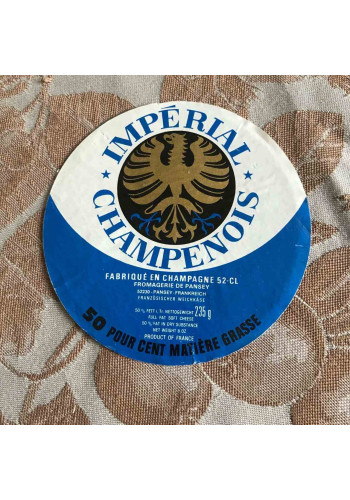 ★ IMPÉRIAL ★
CHAMPENOIS
FABRIQUÉ EN CHAMPAGNE 52-CL
FROMAGERIE DE PANSEY
52230 - PANSEY - FRANKREICH
FRANZÖSISCHER WEICHKÄSE
50 % FETT I. Tr. NETTOGEWICHT 235 g
FULL FAT SOFT CHEESE
50 % FAT IN DRY SUBSTANCE
NET WEIGHT 8 OZ
PRODUCT OF FRANCE
50 POUR CENT MATIÈRE GRASSE